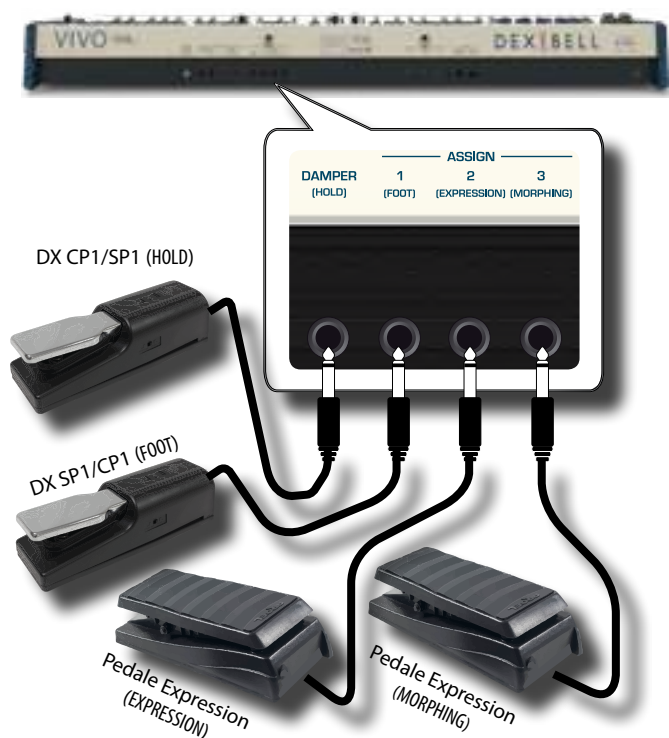 VIVO
DEXIBELL
ASSIGN
DAMPER 1 2 3
(HOLD) (FOOT) (EXPRESSION) (MORPHING)
DX CP1/SP1 (HOLD)
DX SP1/CP1 (FOOT)
Pedale Expression
(EXPRESSION)
Pedale Expression
(MORPHING)